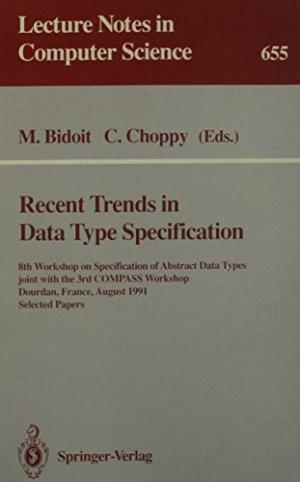 Lecture Notes in
Computer Science
655
M. Bidoit C. Choppy (Eds.)
Recent Trends in
Data Type Specification
8th Workshop on Specification of Abstract Data Types
joint with the 3rd COMPASS Workshop
Dourdan, France, August 1991
Selected Papers
Springer-Verlag